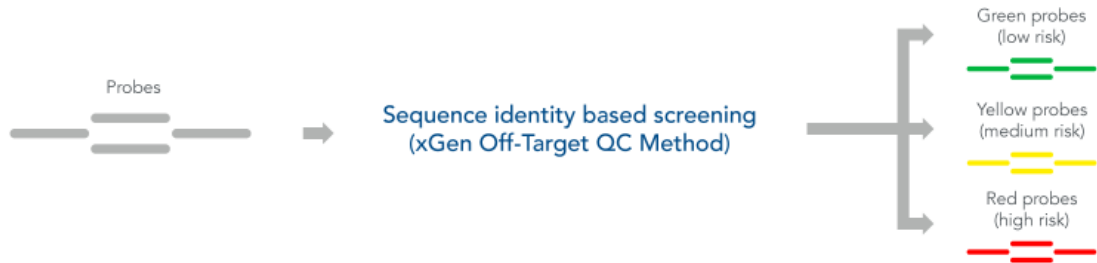 Probes
Sequence identity based screening
(xGen Off-Target QC Method)
Green probes
(low risk)
Yellow probes
(medium risk)
Red probes
(high risk)